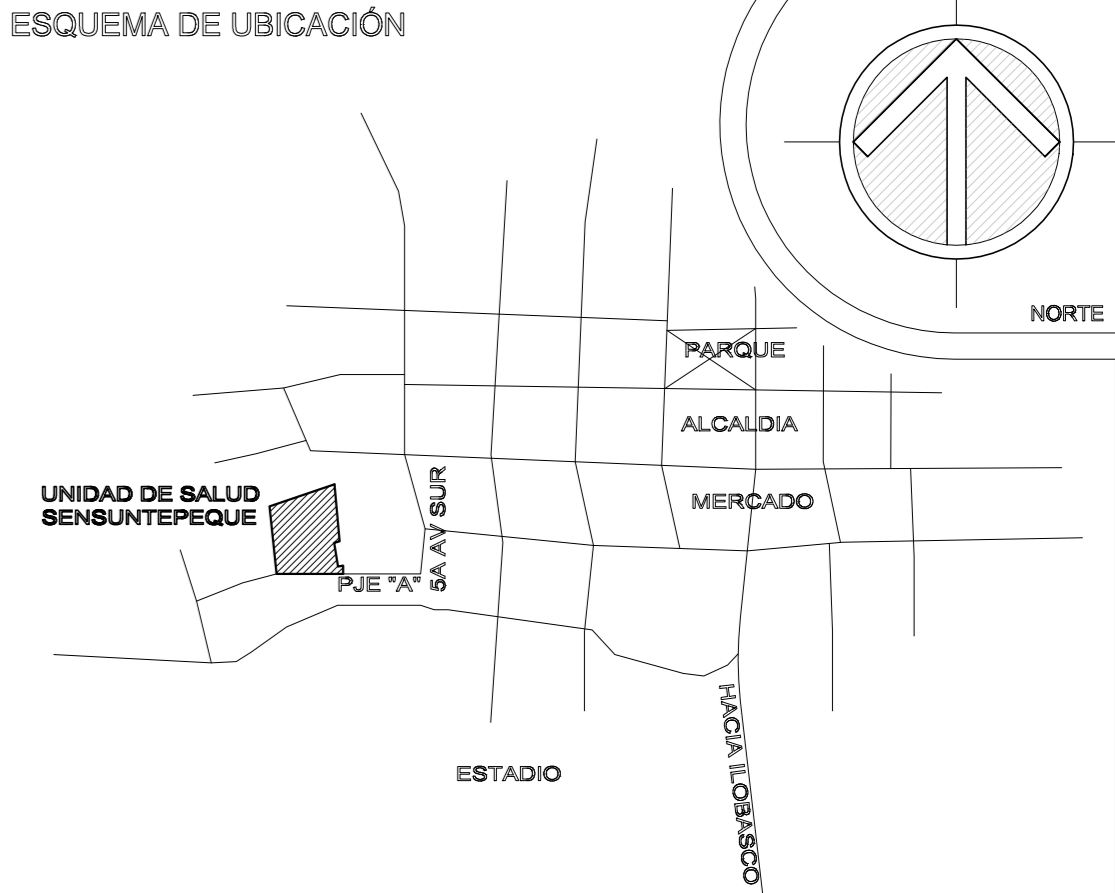 ESQUEMA DE UBICACIÓN
NORTE
PARQUE
ALCALDIA
MERCADO
UNIDAD DE SALUD
SENSUNTEPEQUE
5A AV SUR
PJE "A"
HACIA ILOBASCO
ESTADIO